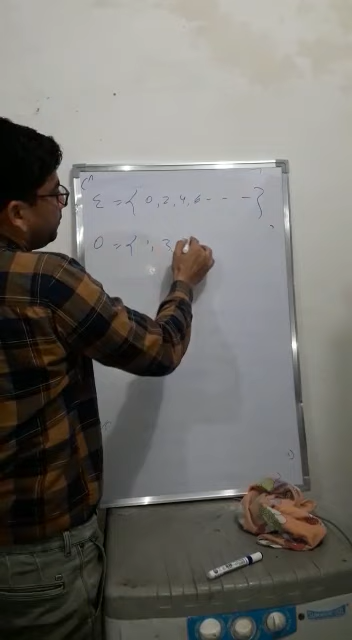 E = { 0, 2, 4, 6 - - - }
O = { 1, 3